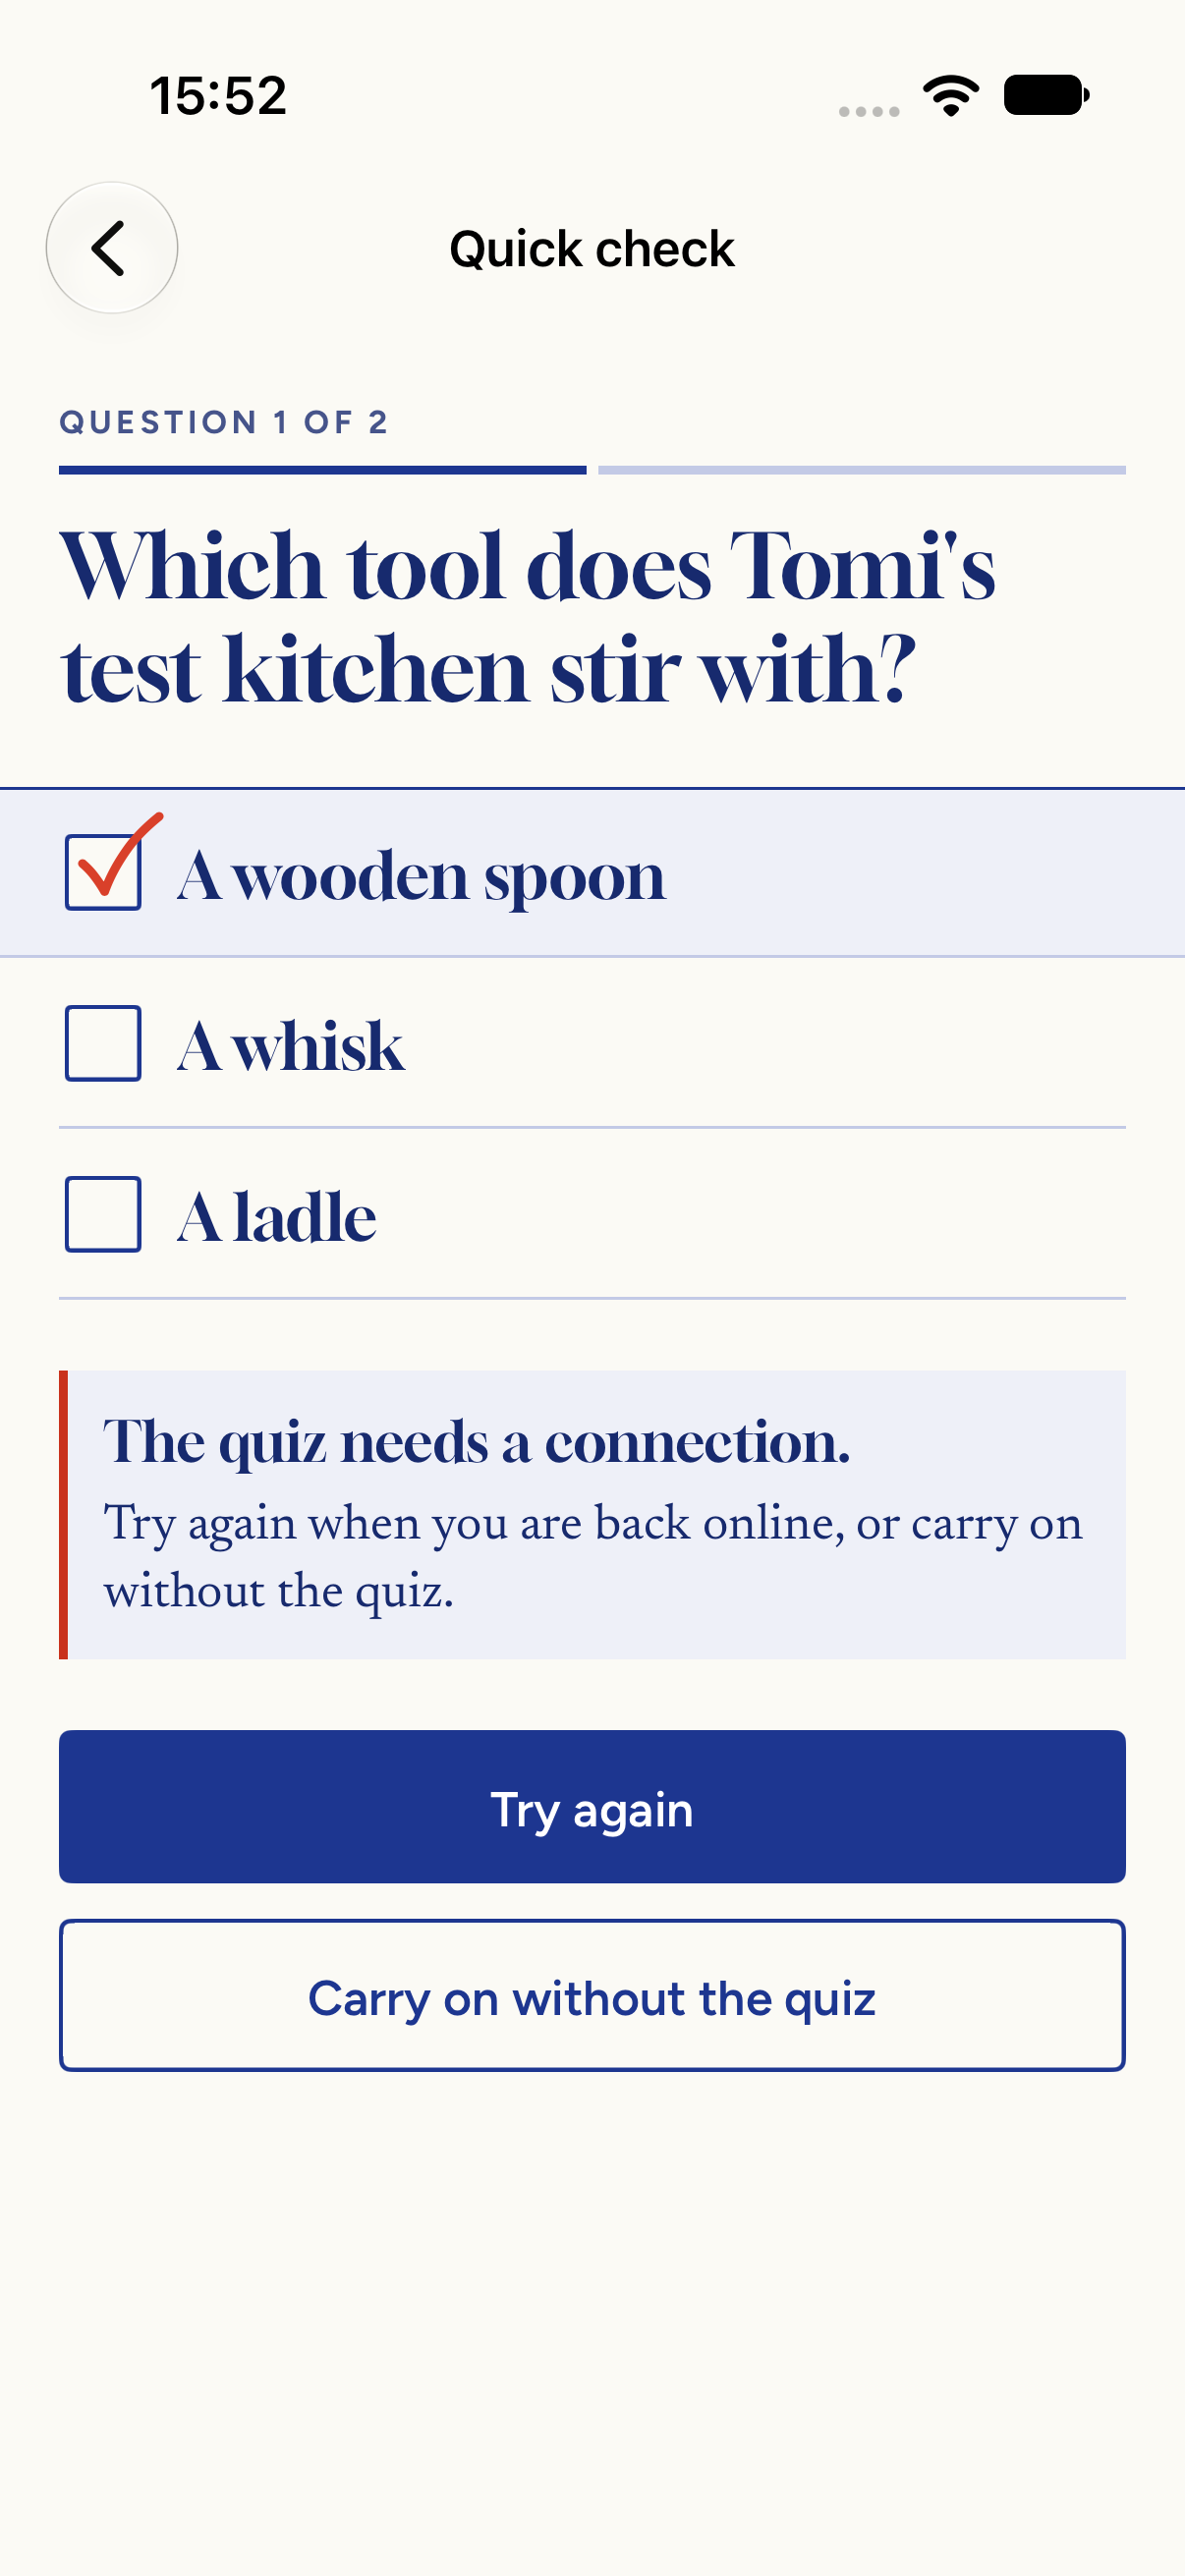 15:52
Quick check
QUESTION 1 OF 2
Which tool does Tomi's
test kitchen stir with?
A wooden spoon
A whisk
A ladle
The quiz needs a connection.
Try again when you are back online, or carry on
without the quiz.
Try again
Carry on without the quiz